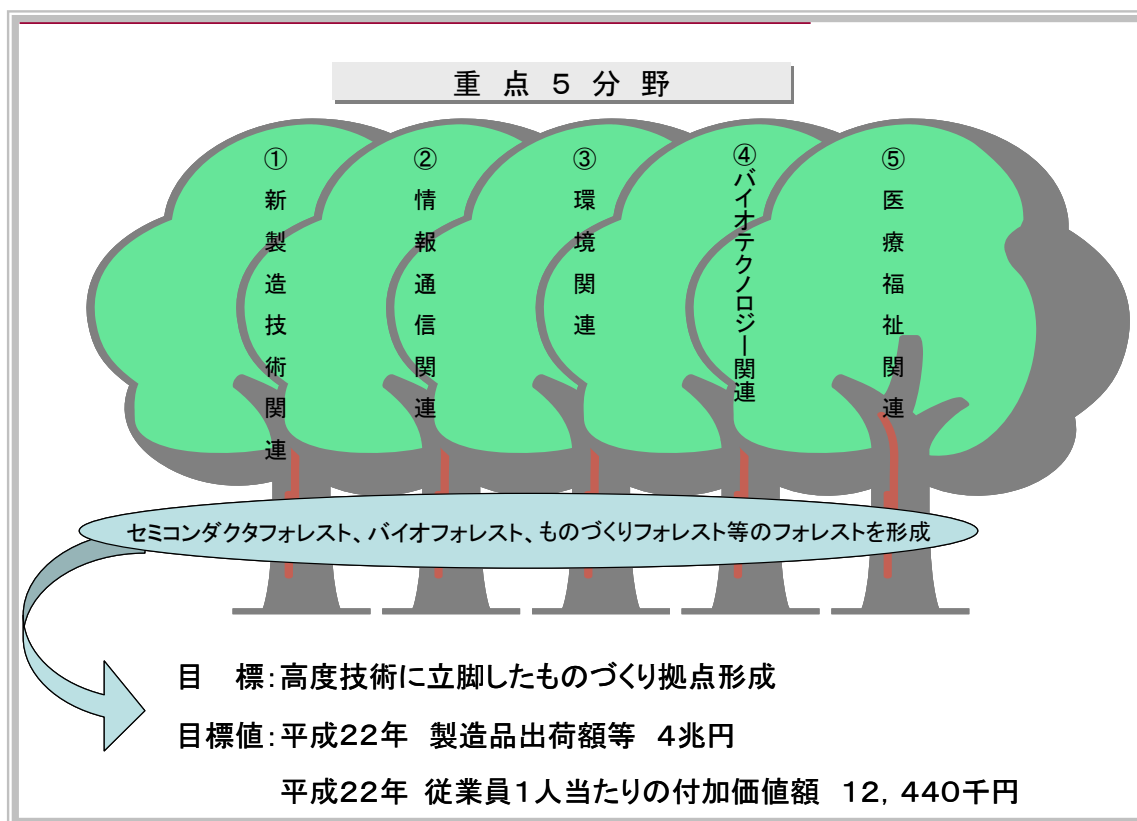 重点５分野
①新製造技術関連
②情報通信関連
③環境関連
④バイオテクノロジー関連
⑤医療福祉関連
セミコンダクタフォレスト、バイオフォレスト、ものづくりフォレスト等のフォレストを形成
目　標：高度技術に立脚したものづくり拠点形成
目標値：平成２２年　製造品出荷額等　４兆円
平成２２年 従業員１人当たりの付加価値額　１２，４４０千円